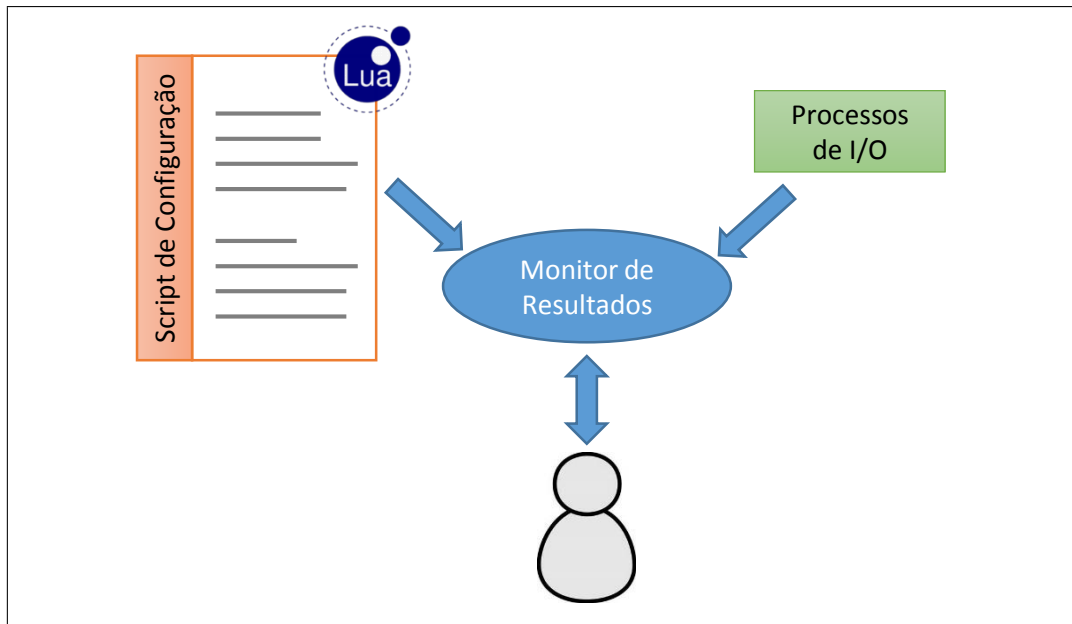 Script de Configuração
Lua
Processos
de I/O
Monitor de
Resultados